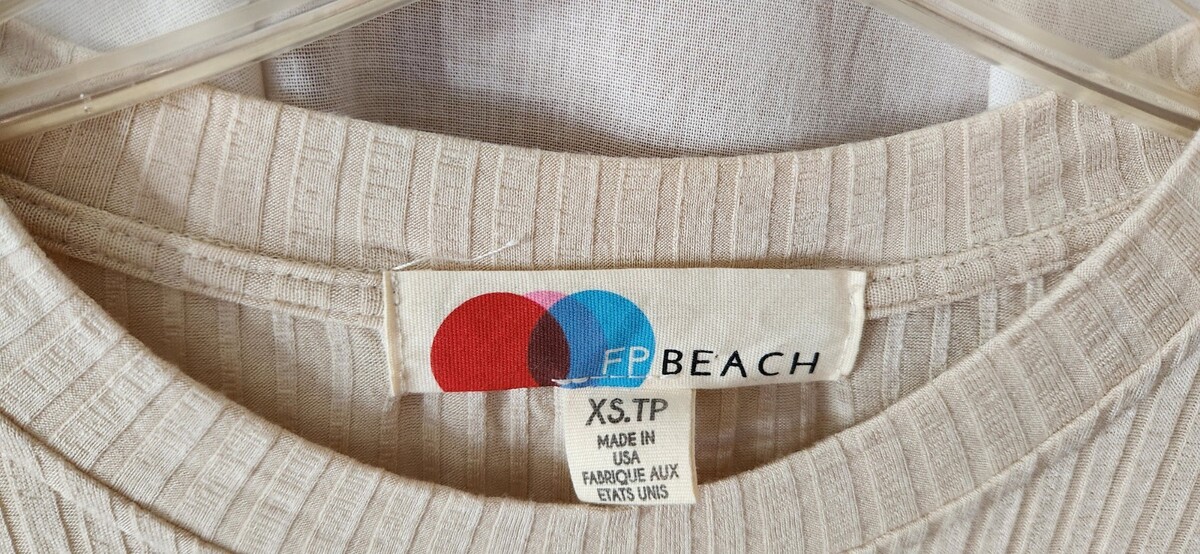 FP BEACH
XS.TP
MADE IN
USA
FABRIQUE AUX
ETATS UNIS